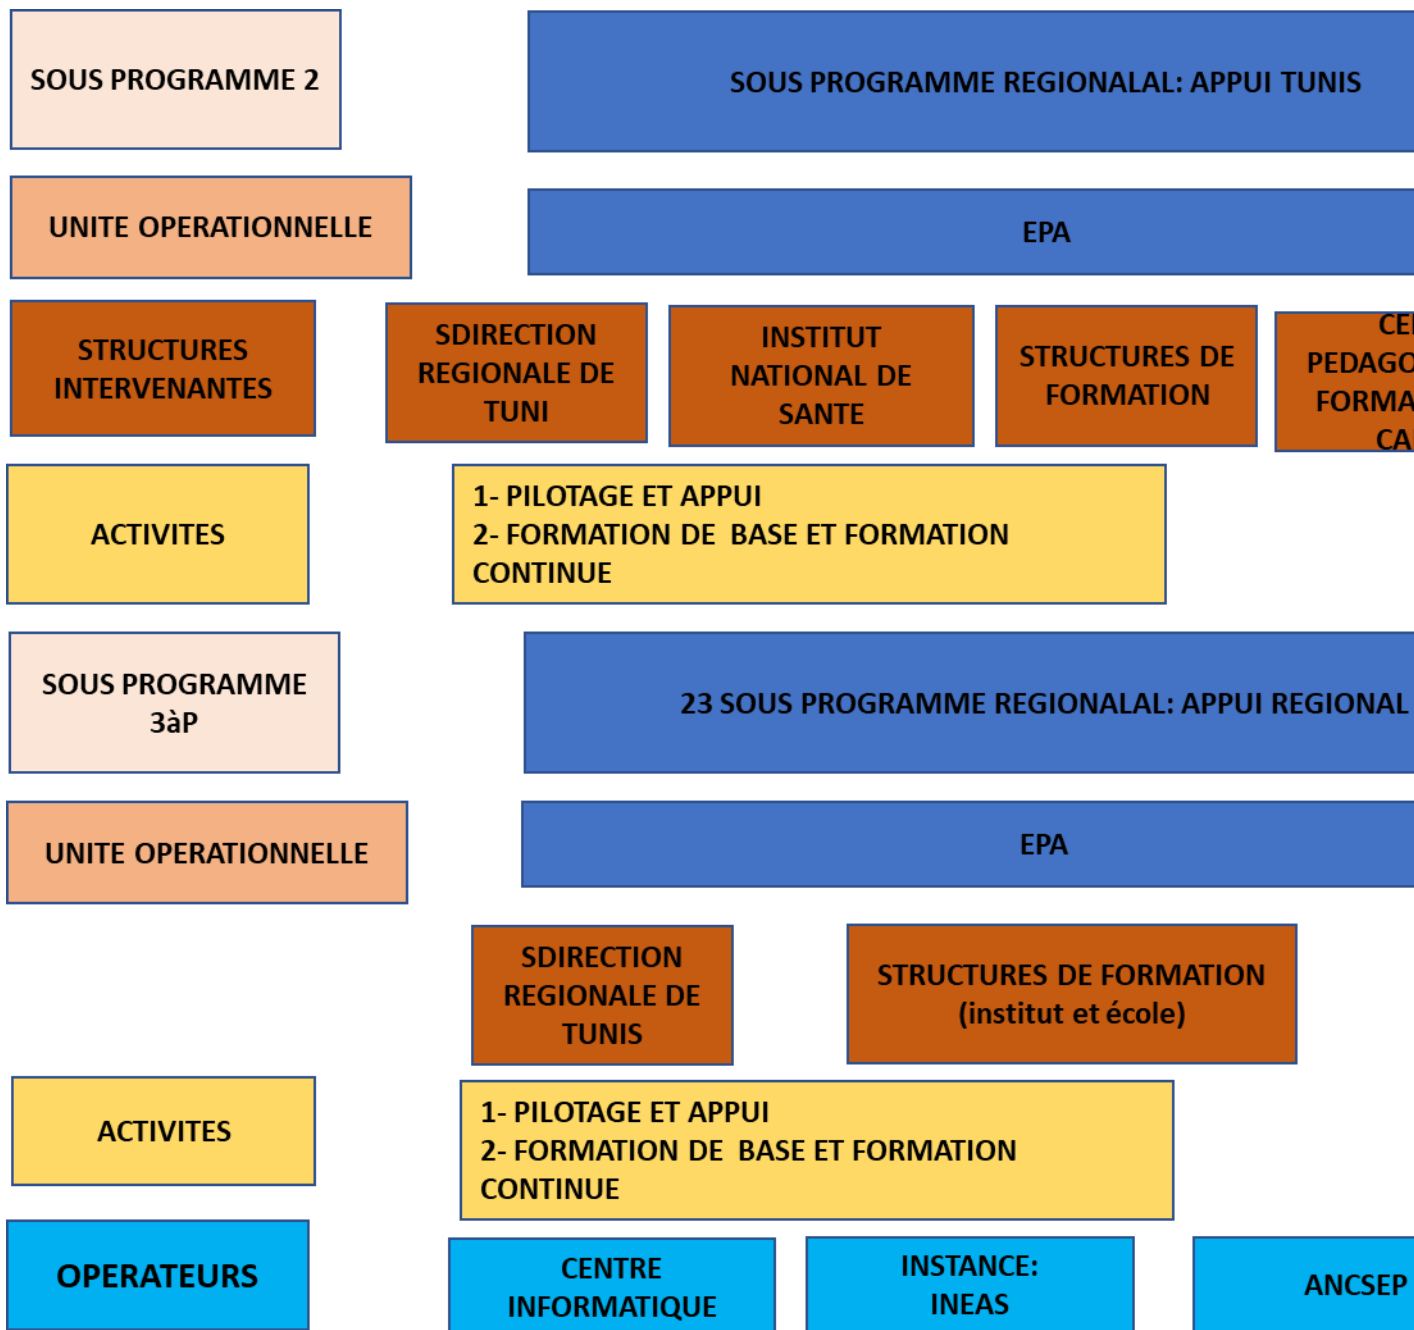 SOUS PROGRAMME 2
SOUS PROGRAMME REGIONALAL: APPUI TUNIS
UNITE OPERATIONNELLE
EPA
STRUCTURES
INTERVENANTES
SDIRECTION
REGIONALE DE
TUNI
INSTITUT
NATIONAL DE
SANTE
STRUCTURES DE
FORMATION
ACTIVITES
1- PILOTAGE ET APPUI
2- FORMATION DE  BASE ET FORMATION
CONTINUE
SOUS PROGRAMME
3àP
23 SOUS PROGRAMME REGIONALAL: APPUI REGIONAL
UNITE OPERATIONNELLE
EPA
SDIRECTION
REGIONALE DE
TUNIS
STRUCTURES DE FORMATION
(institut et école)
ACTIVITES
1- PILOTAGE ET APPUI
2- FORMATION DE  BASE ET FORMATION
CONTINUE
OPERATEURS
CENTRE
INFORMATIQUE
INSTANCE:
INEAS
ANCSEP